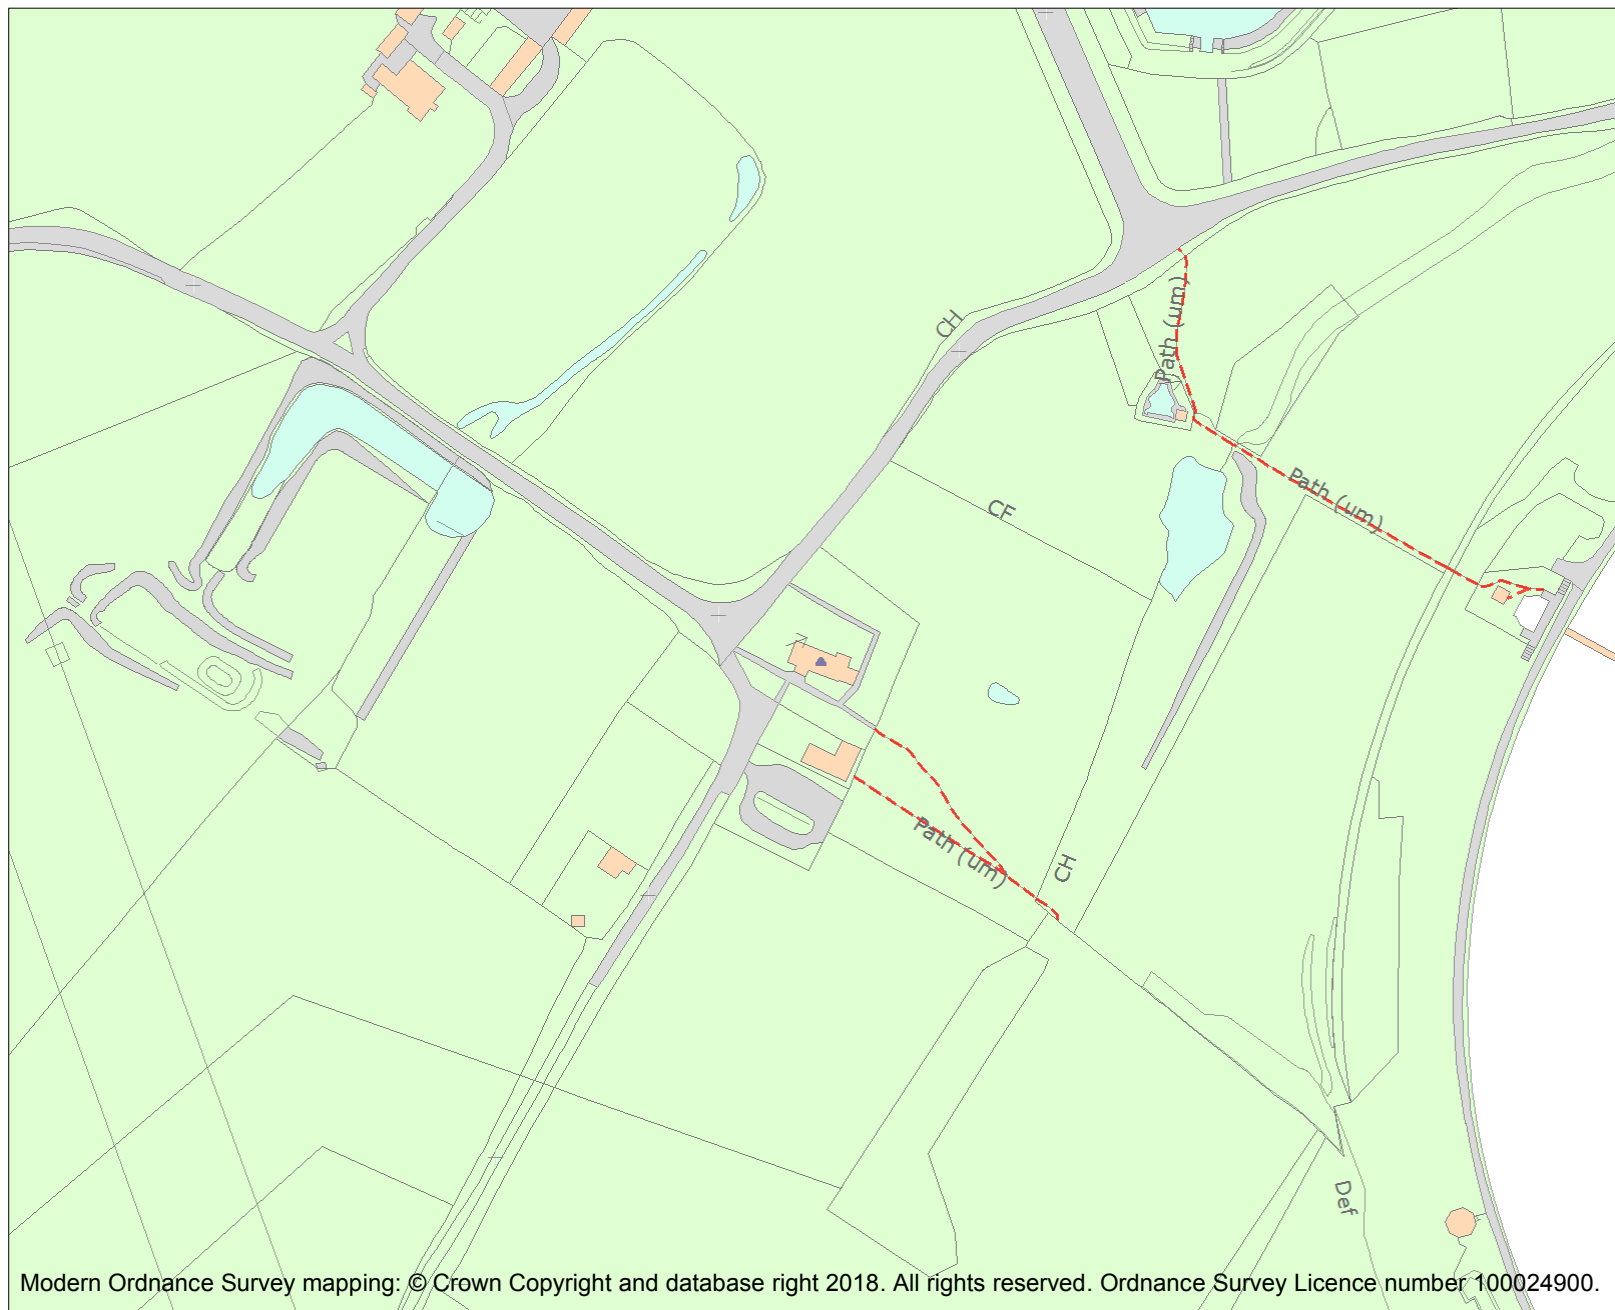 CH
Path (um)
CF
Path (um)
Path (um)
CH
Def
Modern Ordnance Survey mapping: © Crown Copyright and database right 2018. All rights reserved. Ordnance Survey Licence number 100024900.